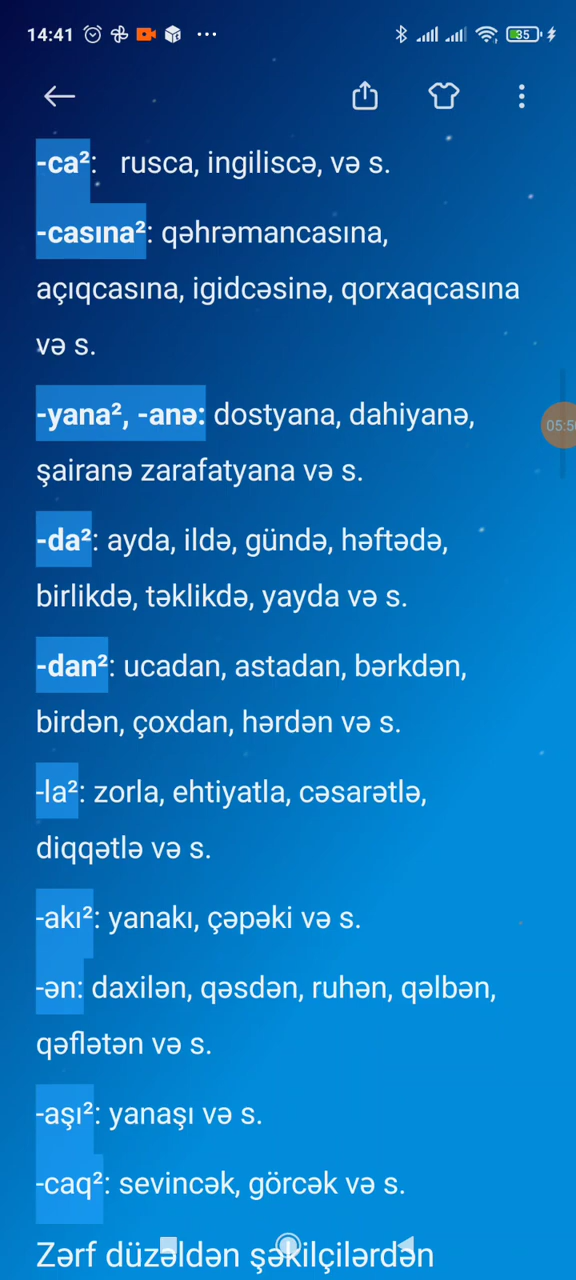 14:41 ... 35
-ca²: rusca, ingiliscə, və s.
-casına²: qəhrəmancasına,
açıqcasına, igidcəsinə, qorxaqcasına
və s.
-yana², -anə: dostyana, dahiyanə,
05:50
şairanə zarafatyana və s.
-da²: ayda, ildə, gündə, həftədə,
birlikdə, təklikdə, yayda və s.
-dan²: ucadan, astadan, bərkdən,
birdən, çoxdan, hərdən və s.
-la²: zorla, ehtiyatla, cəsarətlə,
diqqətlə və s.
-akı²: yanakı, çəpəki və s.
-ən: daxilən, qəsdən, ruhən, qəlbən,
qəflətən və s.
-aşı²: yanaşı və s.
-caq²: sevincək, görcək və s.
Zərf düzəldən şəkilçilərdən